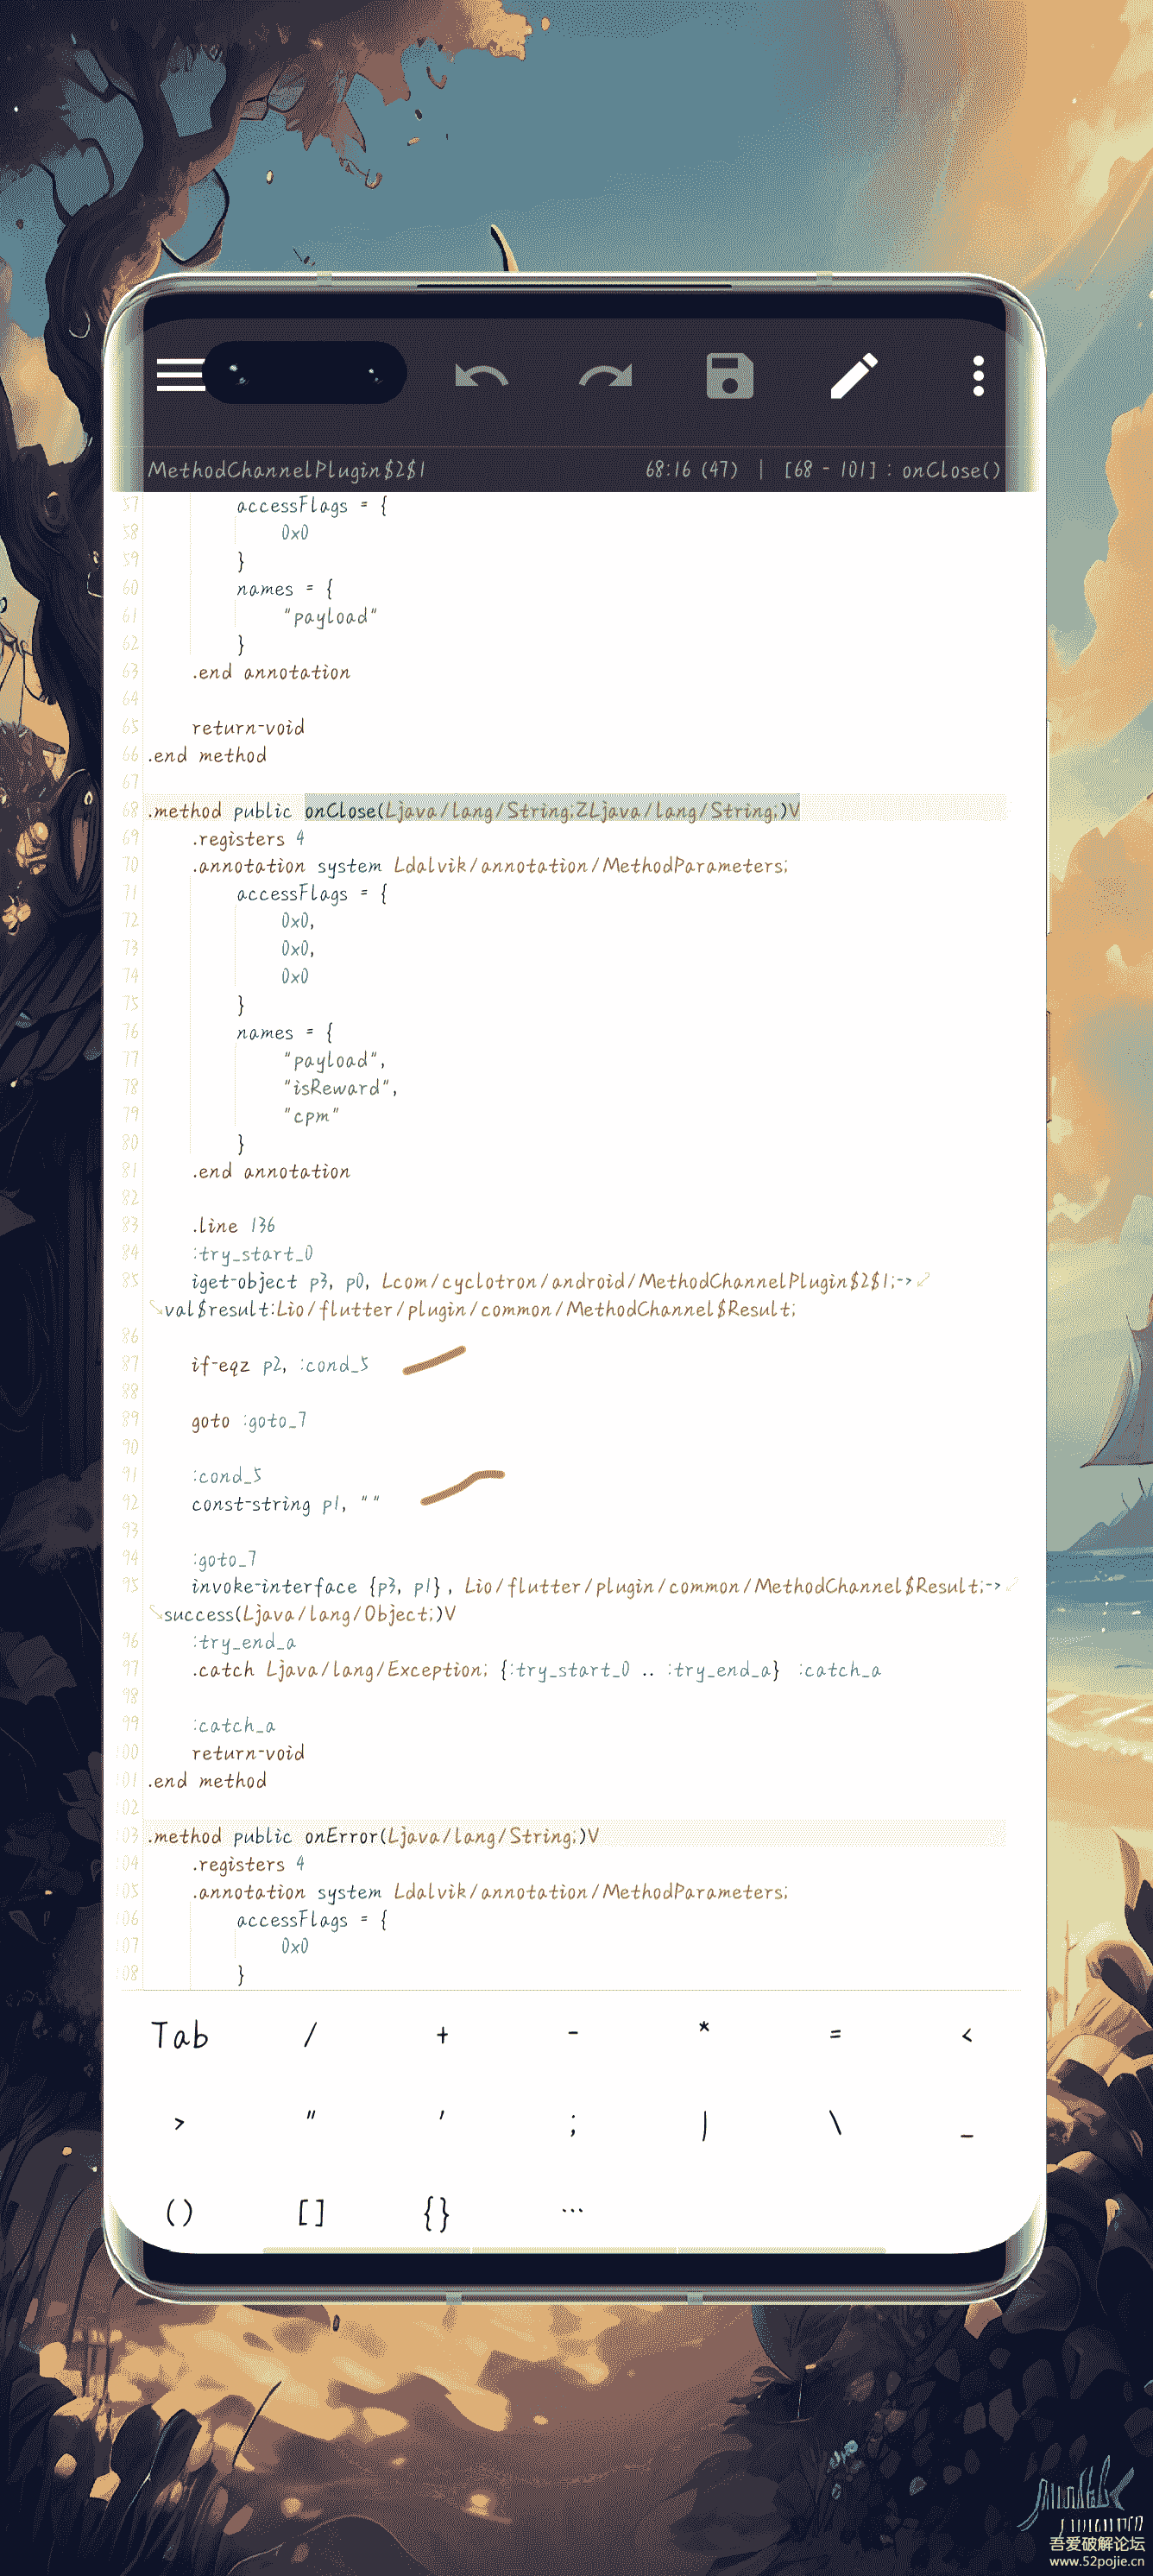 MethodChannelPlugin$2$1
68:16 (47) | [68 - 101] : onClose()
57 accessFlags = {
58 0x0
59 }
60 names = {
61 "payload"
62 }
63 .end annotation
64
65 return-void
66 .end method
67
68 .method public onClose(Ljava/lang/String;ZLjava/lang/String;)V
69 .registers 4
70 .annotation system Ldalvik/annotation/MethodParameters;
71 accessFlags = {
72 0x0,
73 0x0,
74 0x0
75 }
76 names = {
77 "payload",
78 "isReward",
79 "cpm"
80 }
81 .end annotation
82
83 .line 136
84 :try_start_0
85 iget-object p3, p0, Lcom/cyclotron/android/MethodChannelPlugin$2$1;->
val$result:Lio/flutter/plugin/common/MethodChannel$Result;
86
87 if-eqz p2, :cond_5
88
89 goto :goto_7
90
91 :cond_5
92 const-string p1, ""
93
94 :goto_7
95 invoke-interface {p3, p1}, Lio/flutter/plugin/common/MethodChannel$Result;->
success(Ljava/lang/Object;)V
96 :try_end_a
97 .catch Ljava/lang/Exception; {:try_start_0 .. :try_end_a} :catch_a
98
99 :catch_a
100 return-void
101 .end method
102
103 .method public onError(Ljava/lang/String;)V
104 .registers 4
105 .annotation system Ldalvik/annotation/MethodParameters;
106 accessFlags = {
107 0x0
108 }
Tab / + - * = <
> " ' ; | \ _
() [] {} ...
吾爱破解论坛
www.52pojie.cn